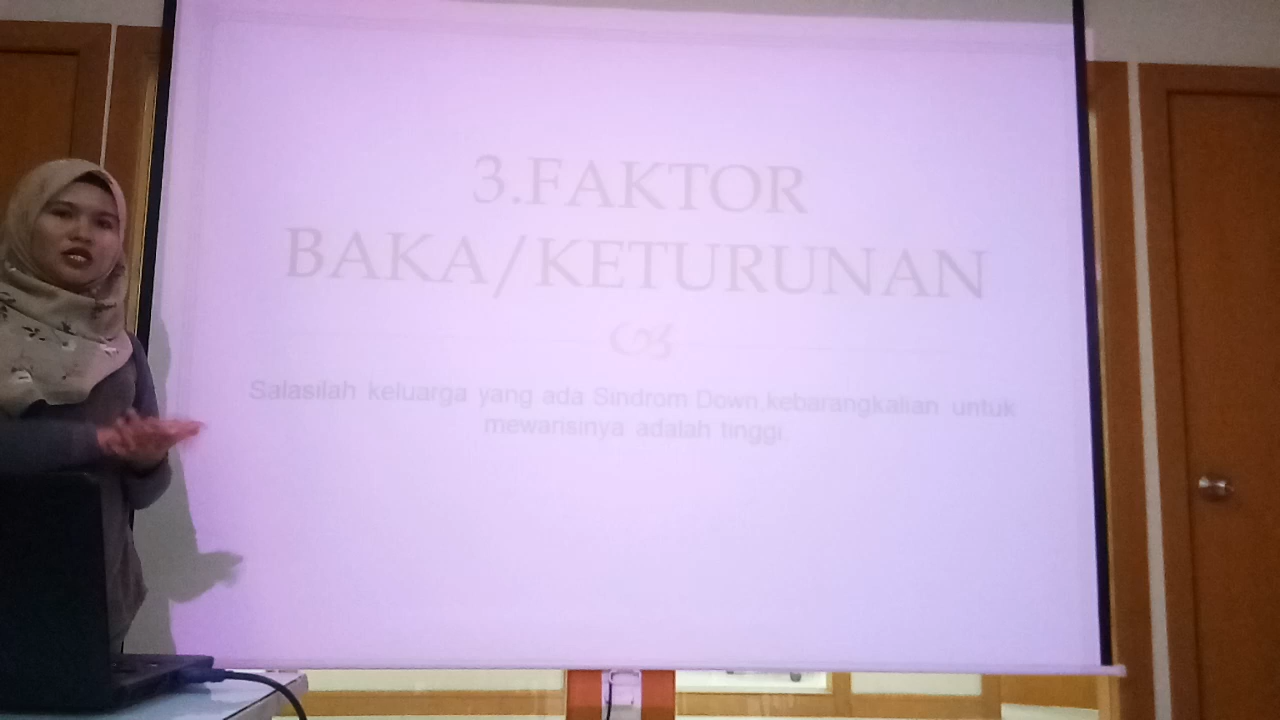 3.FAKTOR
BAKA/KETURUNAN
Salasilah keluarga yang ada Sindrom Down,kebarangkalian untuk
mewarisinya adalah tinggi.